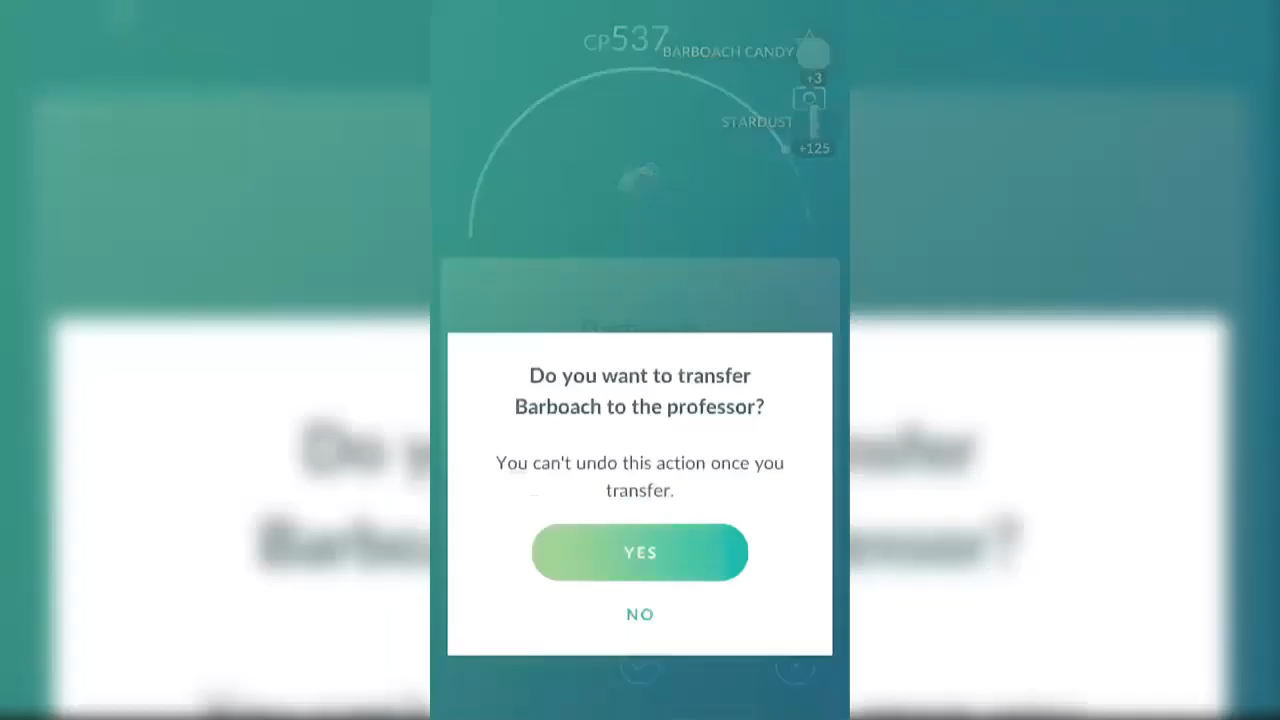 CP537
BARBOACH CANDY
+3
STARDUST
+125
Do you want to transfer
Barboach to the professor?
You can't undo this action once you
transfer.
YES
NO